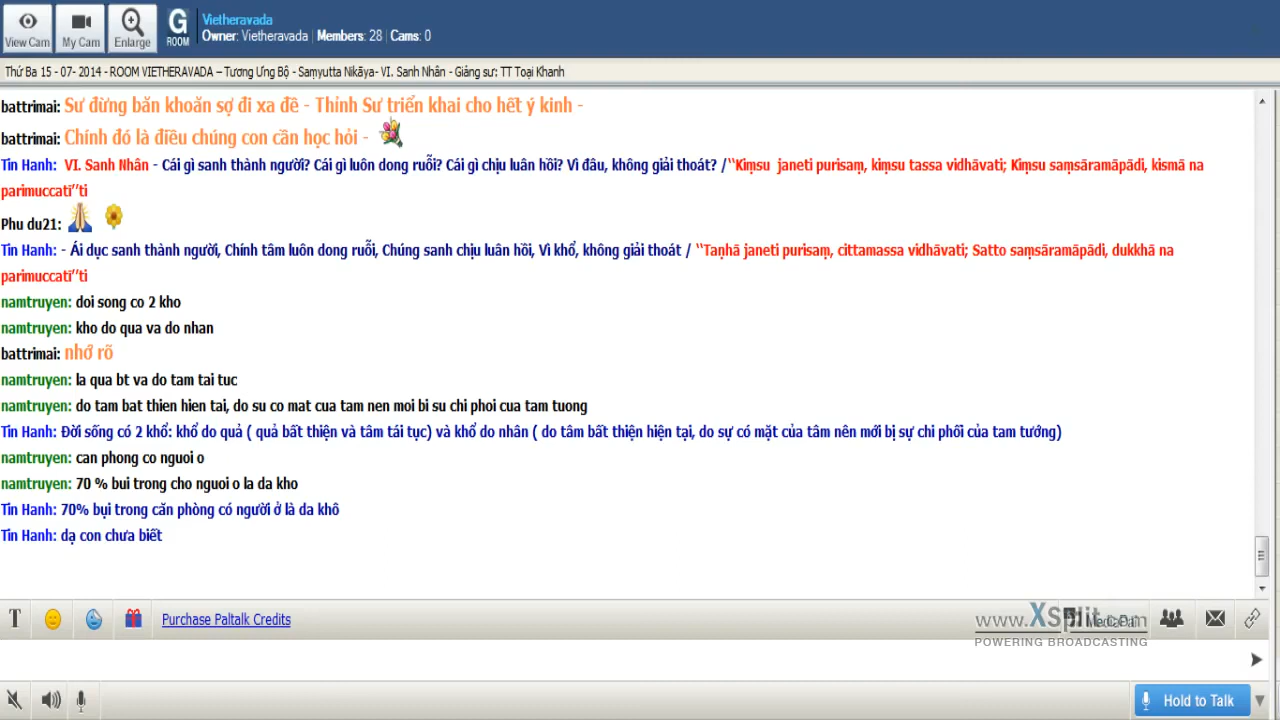 View Cam
My Cam
Enlarge
G
ROOM
Vietheravada
Owner: Vietheravada | Members: 28 | Cams: 0
Thứ Ba 15 - 07- 2014 - ROOM VIETHERAVADA – Tương Ưng Bộ - Saṃyutta Nikāya- VI. Sanh Nhân - Giảng sư: TT Toại Khanh
battrimai: Sư đừng băn khoăn sợ đi xa đề - Thỉnh Sư triển khai cho hết ý kinh -
battrimai: Chính đó là điều chúng con cần học hỏi -
Tin Hanh: VI. Sanh Nhân - Cái gì sanh thành người? Cái gì luôn dong ruỗi? Cái gì chịu luân hồi? Vì đâu, không giải thoát? /‘‘Kiṃsu janeti purisaṃ, kiṃsu tassa vidhāvati; Kiṃsu saṃsāramāpādi, kismā na
parimuccatī’’ti
Phu du21:
Tin Hanh: - Ái dục sanh thành người, Chính tâm luôn dong ruỗi, Chúng sanh chịu luân hồi, Vì khổ, không giải thoát / ‘‘Taṇhā janeti purisaṃ, cittamassa vidhāvati; Satto saṃsāramāpādi, dukkhā na
parimuccatī’’ti
namtruyen: doi song co 2 kho
namtruyen: kho do qua va do nhan
battrimai: nhớ rõ
namtruyen: la qua bt va do tam tai tuc
namtruyen: do tam bat thien hien tai, do su co mat cua tam nen moi bi su chi phoi cua tam tuong
Tin Hanh: Đời sống có 2 khổ: khổ do quả ( quả bất thiện và tâm tái tục) và khổ do nhân ( do tâm bất thiện hiện tại, do sự có mặt của tâm nên mới bị sự chi phối của tam tướng)
namtruyen: can phong co nguoi o
namtruyen: 70 % bui trong cho nguoi o la da kho
Tin Hanh: 70% bụi trong căn phòng có người ở là da khô
Tin Hanh: dạ con chưa biết
T
Purchase Paltalk Credits
www.XSplit.com
POWERING BROADCASTING
Hold to Talk